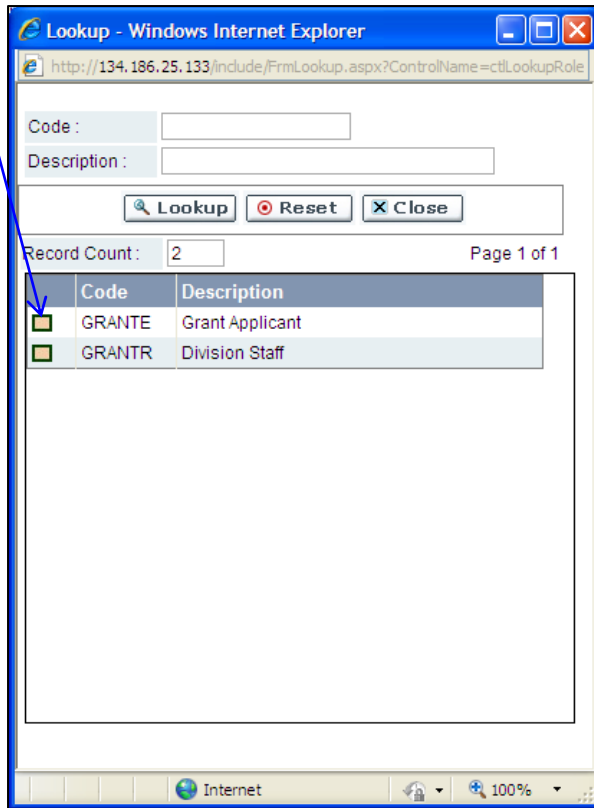 Lookup - Windows Internet Explorer
http://134.186.25.133/include/FrmLookup.aspx?ControlName=ctlLookupRole
Code :
Description :
Lookup Reset Close
Record Count : 2 Page 1 of 1
Code Description
GRANTE Grant Applicant
GRANTR Division Staff
Internet 100%